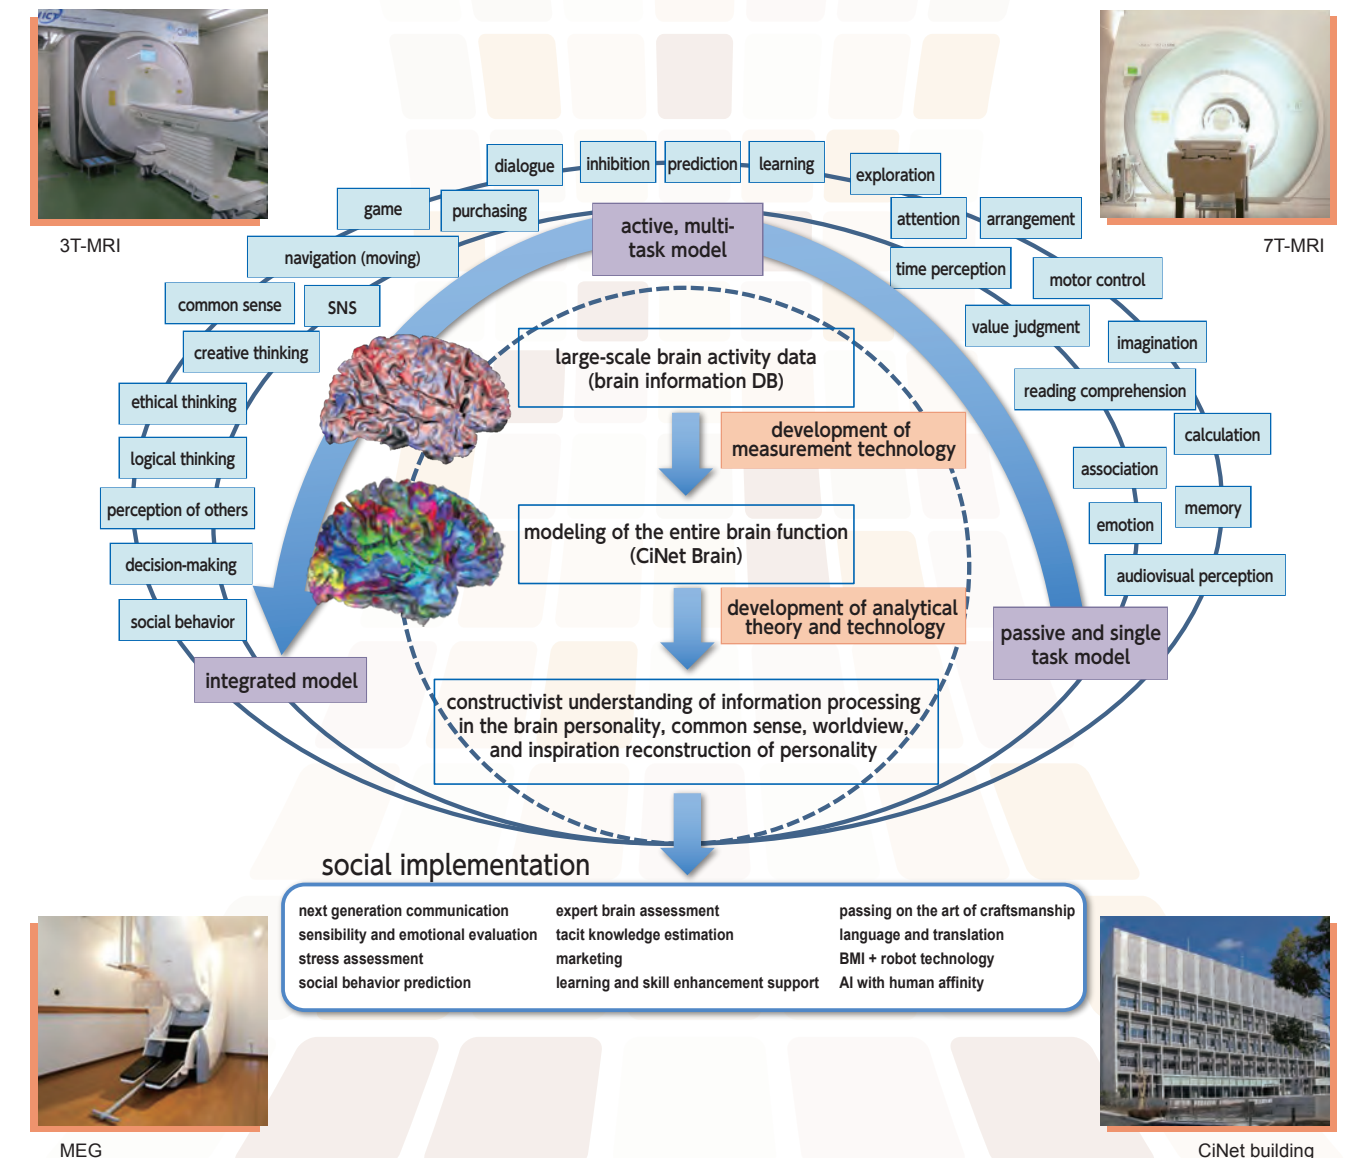 CiNet
3T-MRI
7T-MRI
dialogue
inhibition
prediction
learning
exploration
game
purchasing
attention
arrangement
active, multi-
task model
navigation (moving)
time perception
motor control
common sense
SNS
value judgment
imagination
creative thinking
large-scale brain activity data
(brain information DB)
reading comprehension
ethical thinking
development of
measurement technology
calculation
logical thinking
association
perception of others
memory
modeling of the entire brain function
(CiNet Brain)
emotion
decision-making
audiovisual perception
social behavior
development of analytical
theory and technology
passive and single
task model
integrated model
constructivist understanding of information processing
in the brain personality, common sense, worldview,
and inspiration reconstruction of personality
social implementation
next generation communication
sensibility and emotional evaluation
stress assessment
social behavior prediction
expert brain assessment
tacit knowledge estimation
marketing
learning and skill enhancement support
passing on the art of craftsmanship
language and translation
BMI + robot technology
AI with human affinity
MEG
CiNet building